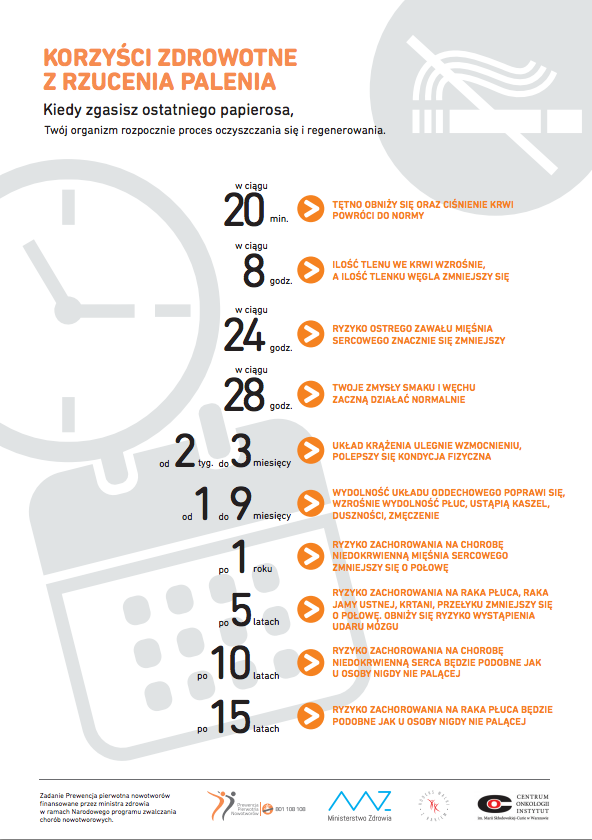 KORZYŚCI ZDROWOTNE
Z RZUCENIA PALENIA
Kiedy zgasisz ostatniego papierosa,
Twój organizm rozpocznie proces oczyszczania się i regenerowania.
w ciągu
20 min.
TĘTNO OBNIŻY SIĘ ORAZ CIŚNIENIE KRWI
POWRÓCI DO NORMY
w ciągu
8 godz.
ILOŚĆ TLENU WE KRWI WZROŚNIE,
A ILOŚĆ TLENKU WĘGLA ZMNIEJSZY SIĘ
w ciągu
24 godz.
RYZYKO OSTREGO ZAWAŁU MIĘŚNIA
SERCOWEGO ZNACZNIE SIĘ ZMNIEJSZY
w ciągu
28 godz.
TWOJE ZMYSŁY SMAKU I WĘCHU
ZACZNĄ DZIAŁAĆ NORMALNIE
od 2 tyg. do 3 miesięcy
UKŁAD KRĄŻENIA ULEGNIE WZMOCNIENIU,
POLEPSZY SIĘ KONDYCJA FIZYCZNA
od 1 do 9 miesięcy
WYDOLNOŚĆ UKŁADU ODDECHOWEGO POPRAWI SIĘ,
WZROŚNIE WYDOLNOŚĆ PŁUC, USTĄPIĄ KASZEL,
DUSZNOŚCI, ZMĘCZENIE
po 1 roku
RYZYKO ZACHOROWANIA NA CHOROBĘ
NIEDOKRWIENNĄ MIĘŚNIA SERCOWEGO
ZMNIEJSZY SIĘ O POŁOWĘ
po 5 latach
RYZYKO ZACHOROWANIA NA RAKA PŁUCA, RAKA
JAMY USTNEJ, KRTANI, PRZEŁYKU ZMNIEJSZY SIĘ
O POŁOWĘ. OBNIŻY SIĘ RYZYKO WYSTĄPIENIA
UDARU MÓZGU
po 10 latach
RYZYKO ZACHOROWANIA NA CHOROBĘ
NIEDOKRWIENNĄ SERCA BĘDZIE PODOBNE JAK
U OSOBY NIGDY NIE PALĄCEJ
po 15 latach
RYZYKO ZACHOROWANIA NA RAKA PŁUCA BĘDZIE
PODOBNE JAK U OSOBY NIGDY NIE PALĄCEJ
Zadanie Prewencja pierwotna nowotworów
finansowane przez ministra zdrowia
w ramach Narodowego programu zwalczania
chorób nowotworowych.
Prewencja
Pierwotna
Nowotworów
801 108 108
Ministerstwo Zdrowia
CENTRUM
ONKOLOGII
INSTYTUT
im. Marii Skłodowskiej-Curie w Warszawie